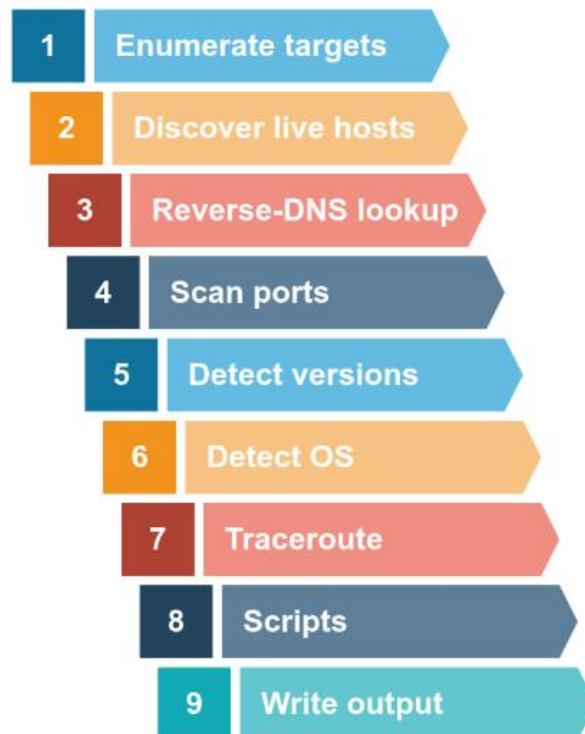 1 Enumerate targets
2 Discover live hosts
3 Reverse-DNS lookup
4 Scan ports
5 Detect versions
6 Detect OS
7 Traceroute
8 Scripts
9 Write output